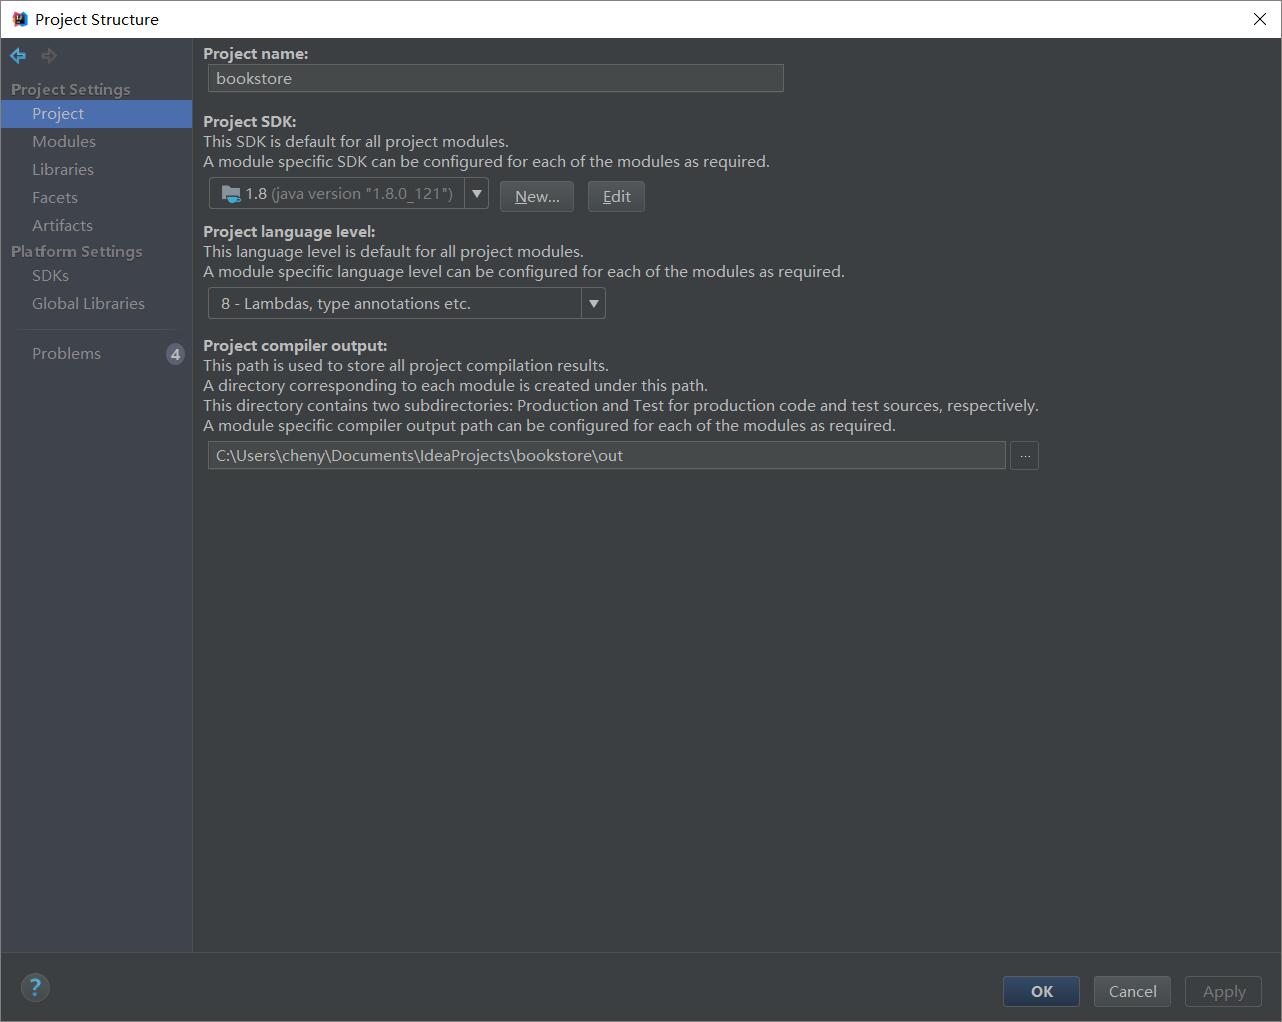 Project Structure
Project Settings
Project
Modules
Libraries
Facets
Artifacts
Platform Settings
SDKs
Global Libraries
Problems
4
Project name:
bookstore
Project SDK:
This SDK is default for all project modules.
A module specific SDK can be configured for each of the modules as required.
1.8 (java version "1.8.0_121")
New...
Edit
Project language level:
This language level is default for all project modules.
A module specific language level can be configured for each of the modules as required.
8 - Lambdas, type annotations etc.
Project compiler output:
This path is used to store all project compilation results.
A directory corresponding to each module is created under this path.
This directory contains two subdirectories: Production and Test for production code and test sources, respectively.
A module specific compiler output path can be configured for each of the modules as required.
C:\Users\cheny\Documents\IdeaProjects\bookstore\out
...
?
OK
Cancel
Apply